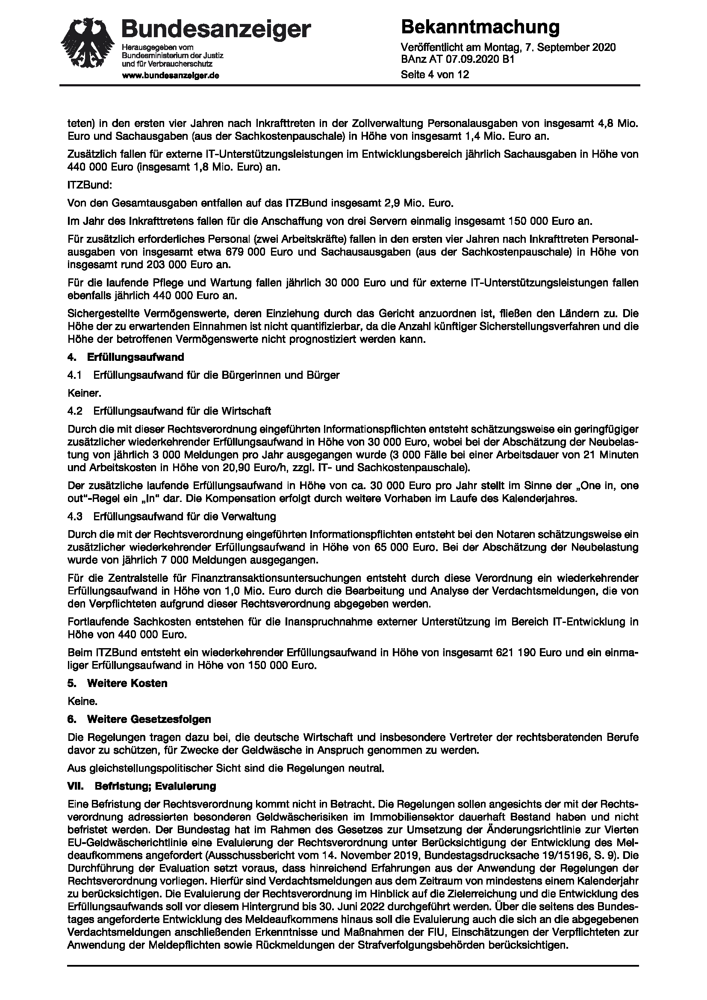 Bundesanzeiger
Herausgegeben vom
Bundesministerium der Justiz
und für Verbraucherschutz
www.bundesanzeiger.de
Bekanntmachung
Veröffentlicht am Montag, 7. September 2020
BAnz AT 07.09.2020 B1
Seite 4 von 12
teten) in den ersten vier Jahren nach Inkrafttreten in der Zollverwaltung Personalausgaben von insgesamt 4,8 Mio.
Euro und Sachausgaben (aus der Sachkostenpauschale) in Höhe von insgesamt 1,4 Mio. Euro an.
Zusätzlich fallen für externe IT-Unterstützungsleistungen im Entwicklungsbereich jährlich Sachausgaben in Höhe von
440 000 Euro (insgesamt 1,8 Mio. Euro) an.
ITZBund:
Von den Gesamtausgaben entfallen auf das ITZBund insgesamt 2,9 Mio. Euro.
Im Jahr des Inkrafttretens fallen für die Anschaffung von drei Servern einmalig insgesamt 150 000 Euro an.
Für zusätzlich erforderliches Personal (zwei Arbeitskräfte) fallen in den ersten vier Jahren nach Inkrafttreten Personal-
ausgaben von insgesamt etwa 679 000 Euro und Sachausausgaben (aus der Sachkostenpauschale) in Höhe von
insgesamt rund 203 000 Euro an.
Für die laufende Pflege und Wartung fallen jährlich 30 000 Euro und für externe IT-Unterstützungsleistungen fallen
ebenfalls jährlich 440 000 Euro an.
Sichergestellte Vermögenswerte, deren Einziehung durch das Gericht anzuordnen ist, fließen den Ländern zu. Die
Höhe der zu erwartenden Einnahmen ist nicht quantifizierbar, da die Anzahl künftiger Sicherstellungsverfahren und die
Höhe der betroffenen Vermögenswerte nicht prognostiziert werden kann.
4. Erfüllungsaufwand
4.1 Erfüllungsaufwand für die Bürgerinnen und Bürger
Keiner.
4.2 Erfüllungsaufwand für die Wirtschaft
Durch die mit dieser Rechtsverordnung eingeführten Informationspflichten entsteht schätzungsweise ein geringfügiger
zusätzlicher wiederkehrender Erfüllungsaufwand in Höhe von 30 000 Euro, wobei bei der Abschätzung der Neubelas-
tung von jährlich 3 000 Meldungen pro Jahr ausgegangen wurde (3 000 Fälle bei einer Arbeitsdauer von 21 Minuten
und Arbeitskosten in Höhe von 20,90 Euro/h, zzgl. IT- und Sachkostenpauschale).
Der zusätzliche laufende Erfüllungsaufwand in Höhe von ca. 30 000 Euro pro Jahr stellt im Sinne der „One in, one
out“-Regel ein „In“ dar. Die Kompensation erfolgt durch weitere Vorhaben im Laufe des Kalenderjahres.
4.3 Erfüllungsaufwand für die Verwaltung
Durch die mit der Rechtsverordnung eingeführten Informationspflichten entsteht bei den Notaren schätzungsweise ein
zusätzlicher wiederkehrender Erfüllungsaufwand in Höhe von 65 000 Euro. Bei der Abschätzung der Neubelastung
wurde von jährlich 7 000 Meldungen ausgegangen.
Für die Zentralstelle für Finanztransaktionsuntersuchungen entsteht durch diese Verordnung ein wiederkehrender
Erfüllungsaufwand in Höhe von 1,0 Mio. Euro durch die Bearbeitung und Analyse der Verdachtsmeldungen, die von
den Verpflichteten aufgrund dieser Rechtsverordnung abgegeben werden.
Fortlaufende Sachkosten entstehen für die Inanspruchnahme externer Unterstützung im Bereich IT-Entwicklung in
Höhe von 440 000 Euro.
Beim ITZBund entsteht ein wiederkehrender Erfüllungsaufwand in Höhe von insgesamt 621 190 Euro und ein einma-
liger Erfüllungsaufwand in Höhe von 150 000 Euro.
5. Weitere Kosten
Keine.
6. Weitere Gesetzesfolgen
Die Regelungen tragen dazu bei, die deutsche Wirtschaft und insbesondere Vertreter der rechtsberatenden Berufe
davor zu schützen, für Zwecke der Geldwäsche in Anspruch genommen zu werden.
Aus gleichstellungspolitischer Sicht sind die Regelungen neutral.
VII. Befristung; Evaluierung
Eine Befristung der Rechtsverordnung kommt nicht in Betracht. Die Regelungen sollen angesichts der mit der Rechts-
verordnung adressierten besonderen Geldwäscherisiken im Immobiliensektor dauerhaft Bestand haben und nicht
befristet werden. Der Bundestag hat im Rahmen des Gesetzes zur Umsetzung der Änderungsrichtlinie zur Vierten
EU-Geldwäscherichtlinie eine Evaluierung der Rechtsverordnung unter Berücksichtigung der Entwicklung des Mel-
deaufkommens angefordert (Ausschussbericht vom 14. November 2019, Bundestagsdrucksache 19/15196, S. 9). Die
Durchführung der Evaluation setzt voraus, dass hinreichend Erfahrungen aus der Anwendung der Regelungen der
Rechtsverordnung vorliegen. Hierfür sind Verdachtsmeldungen aus dem Zeitraum von mindestens einem Kalenderjahr
zu berücksichtigen. Die Evaluierung der Rechtsverordnung im Hinblick auf die Zielerreichung und die Entwicklung des
Erfüllungsaufwands soll vor diesem Hintergrund bis 30. Juni 2022 durchgeführt werden. Über die seitens des Bundes-
tages angeforderte Entwicklung des Meldeaufkommens hinaus soll die Evaluierung auch die sich an die abgegebenen
Verdachtsmeldungen anschließenden Erkenntnisse und Maßnahmen der FIU, Einschätzungen der Verpflichteten zur
Anwendung der Meldepflichten sowie Rückmeldungen der Strafverfolgungsbehörden berücksichtigen.